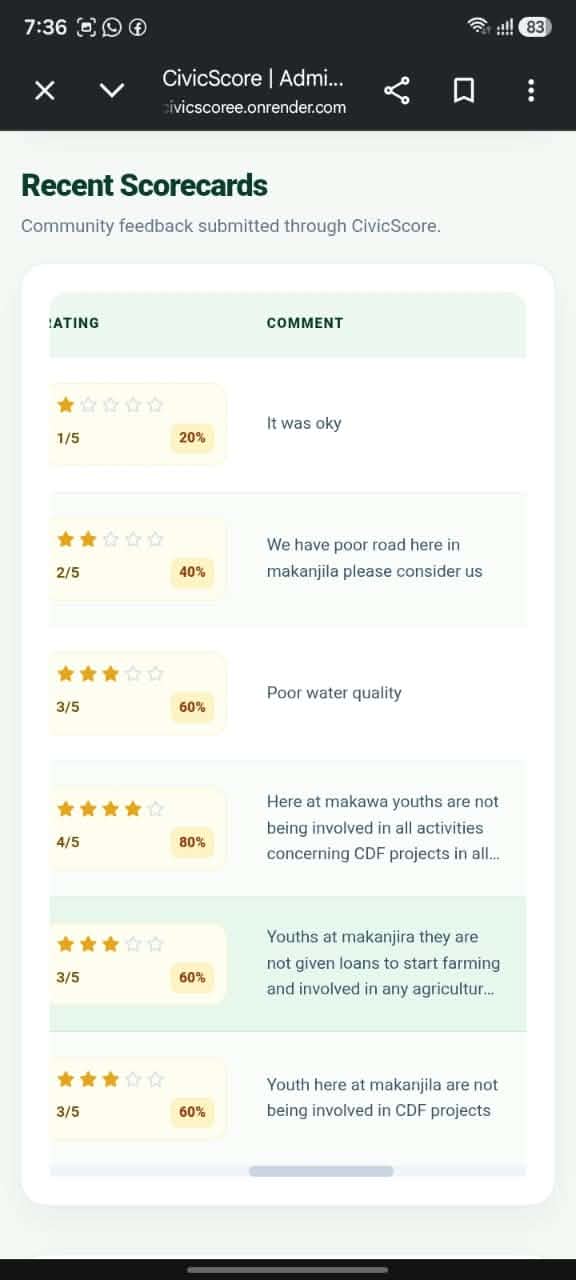 7:36
83
CivicScore | Admi...
civicscoree.onrender.com
Recent Scorecards
Community feedback submitted through CivicScore.
RATING
COMMENT
1/5
20%
It was oky
2/5
40%
We have poor road here in
makanjila please consider us
3/5
60%
Poor water quality
4/5
80%
Here at makawa youths are not
being involved in all activities
concerning CDF projects in all...
3/5
60%
Youths at makanjira they are
not given loans to start farming
and involved in any agricultur...
3/5
60%
Youth here at makanjila are not
being involved in CDF projects